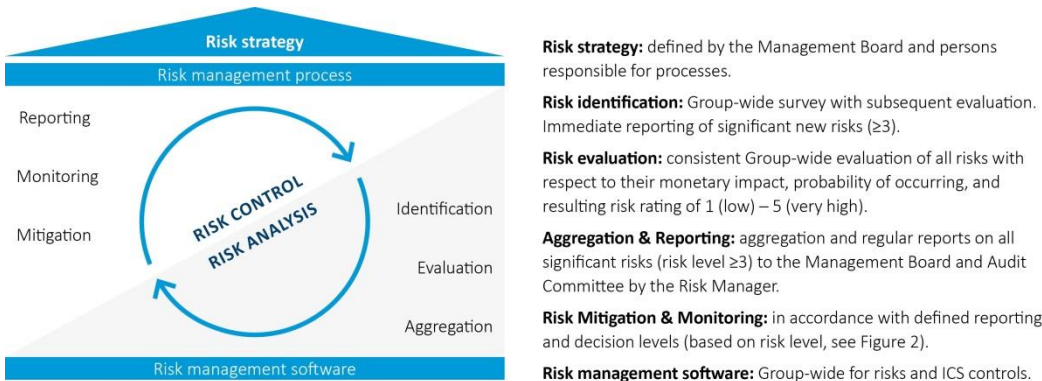 Risk strategy
Risk management process
Reporting
Monitoring
Mitigation
RISK CONTROL
RISK ANALYSIS
Identification
Evaluation
Aggregation
Risk management software
Risk strategy: defined by the Management Board and persons
responsible for processes.
Risk identification: Group-wide survey with subsequent evaluation.
Immediate reporting of significant new risks (≥3).
Risk evaluation: consistent Group-wide evaluation of all risks with
respect to their monetary impact, probability of occurring, and
resulting risk rating of 1 (low) – 5 (very high).
Aggregation & Reporting: aggregation and regular reports on all
significant risks (risk level ≥3) to the Management Board and Audit
Committee by the Risk Manager.
Risk Mitigation & Monitoring: in accordance with defined reporting
and decision levels (based on risk level, see Figure 2).
Risk management software: Group-wide for risks and ICS controls.